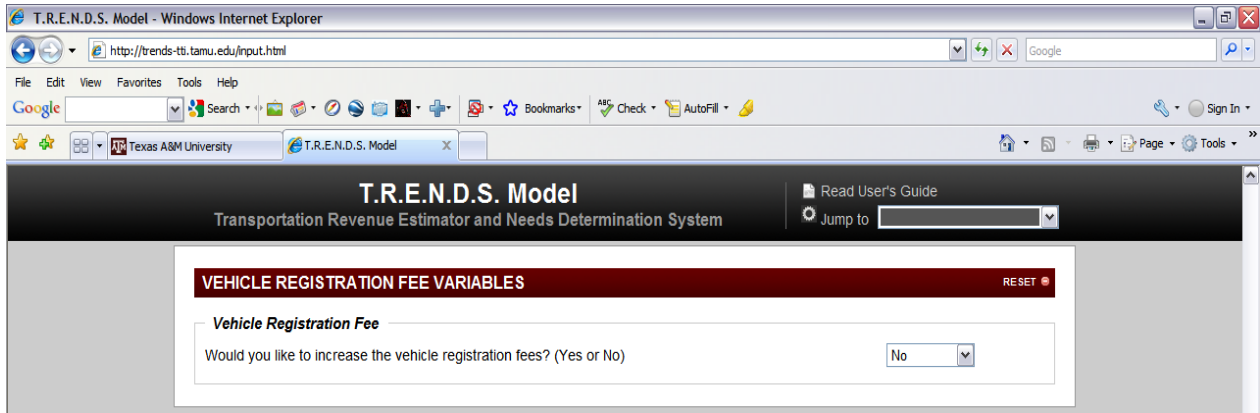 T.R.E.N.D.S. Model - Windows Internet Explorer
http://trends-tti.tamu.edu/input.html Google
File Edit View Favorites Tools Help
Google Search Bookmarks ABC Check AutoFill Sign In
Texas A&M University T.R.E.N.D.S. Model X Page Tools »
T.R.E.N.D.S. Model Read User's Guide
Transportation Revenue Estimator and Needs Determination System Jump to
VEHICLE REGISTRATION FEE VARIABLES RESET
Vehicle Registration Fee
Would you like to increase the vehicle registration fees? (Yes or No) No